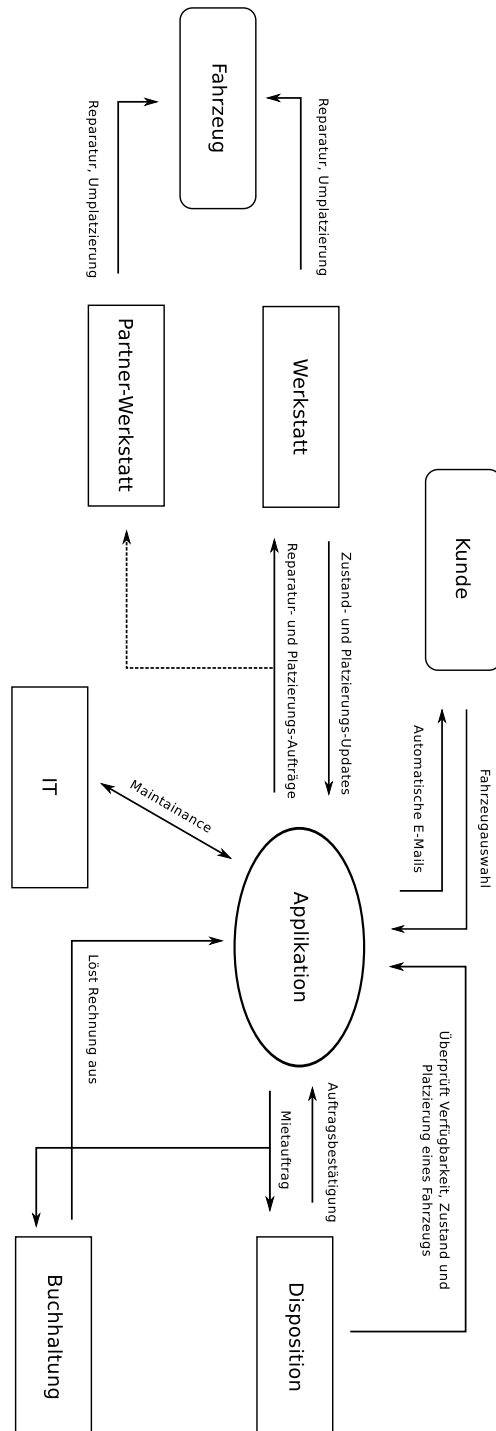 Kunde
Fahrzeugauswahl
Automatische E-Mails
Überprüft Verfügbarkeit, Zustand und
Platzierung eines Fahrzeugs
Reparatur, Umplatzierung
Zustand- und Platzierungs-Updates
Auftragsbestätigung
Werkstatt
Reparatur- und Platzierungs-Aufträge
Applikation
Mietauftrag
Disposition
Fahrzeug
Maintainance
Partner-Werkstatt
Reparatur, Umplatzierung
Löst Rechnung aus
IT
Buchhaltung